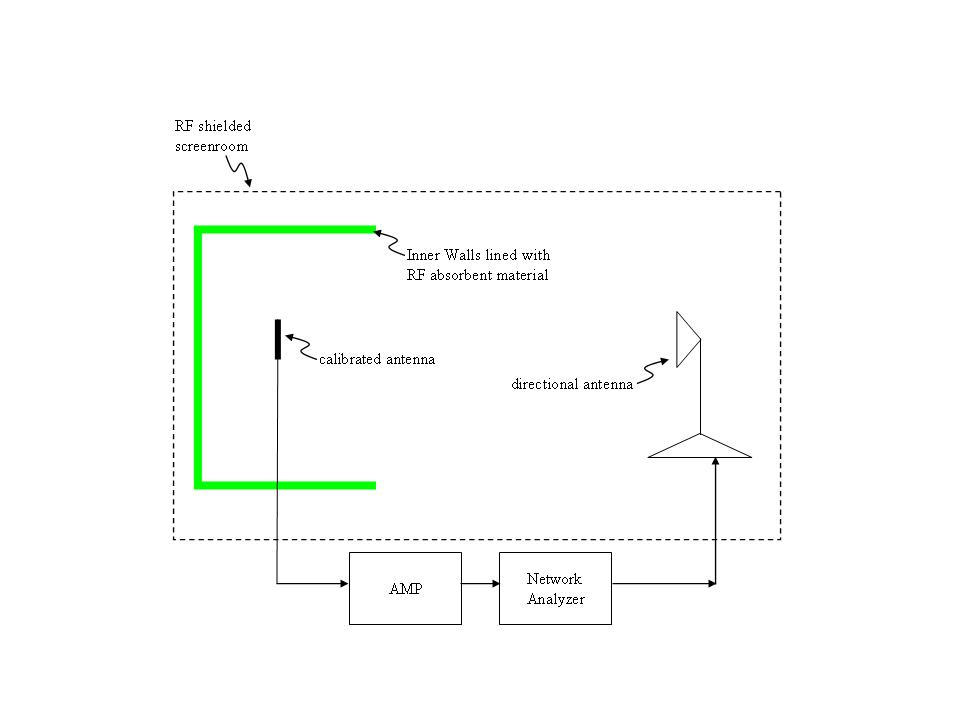 RF shielded
screenroom
Inner Walls lined with
RF absorbent material
calibrated antenna
directional antenna
AMP
Network
Analyzer